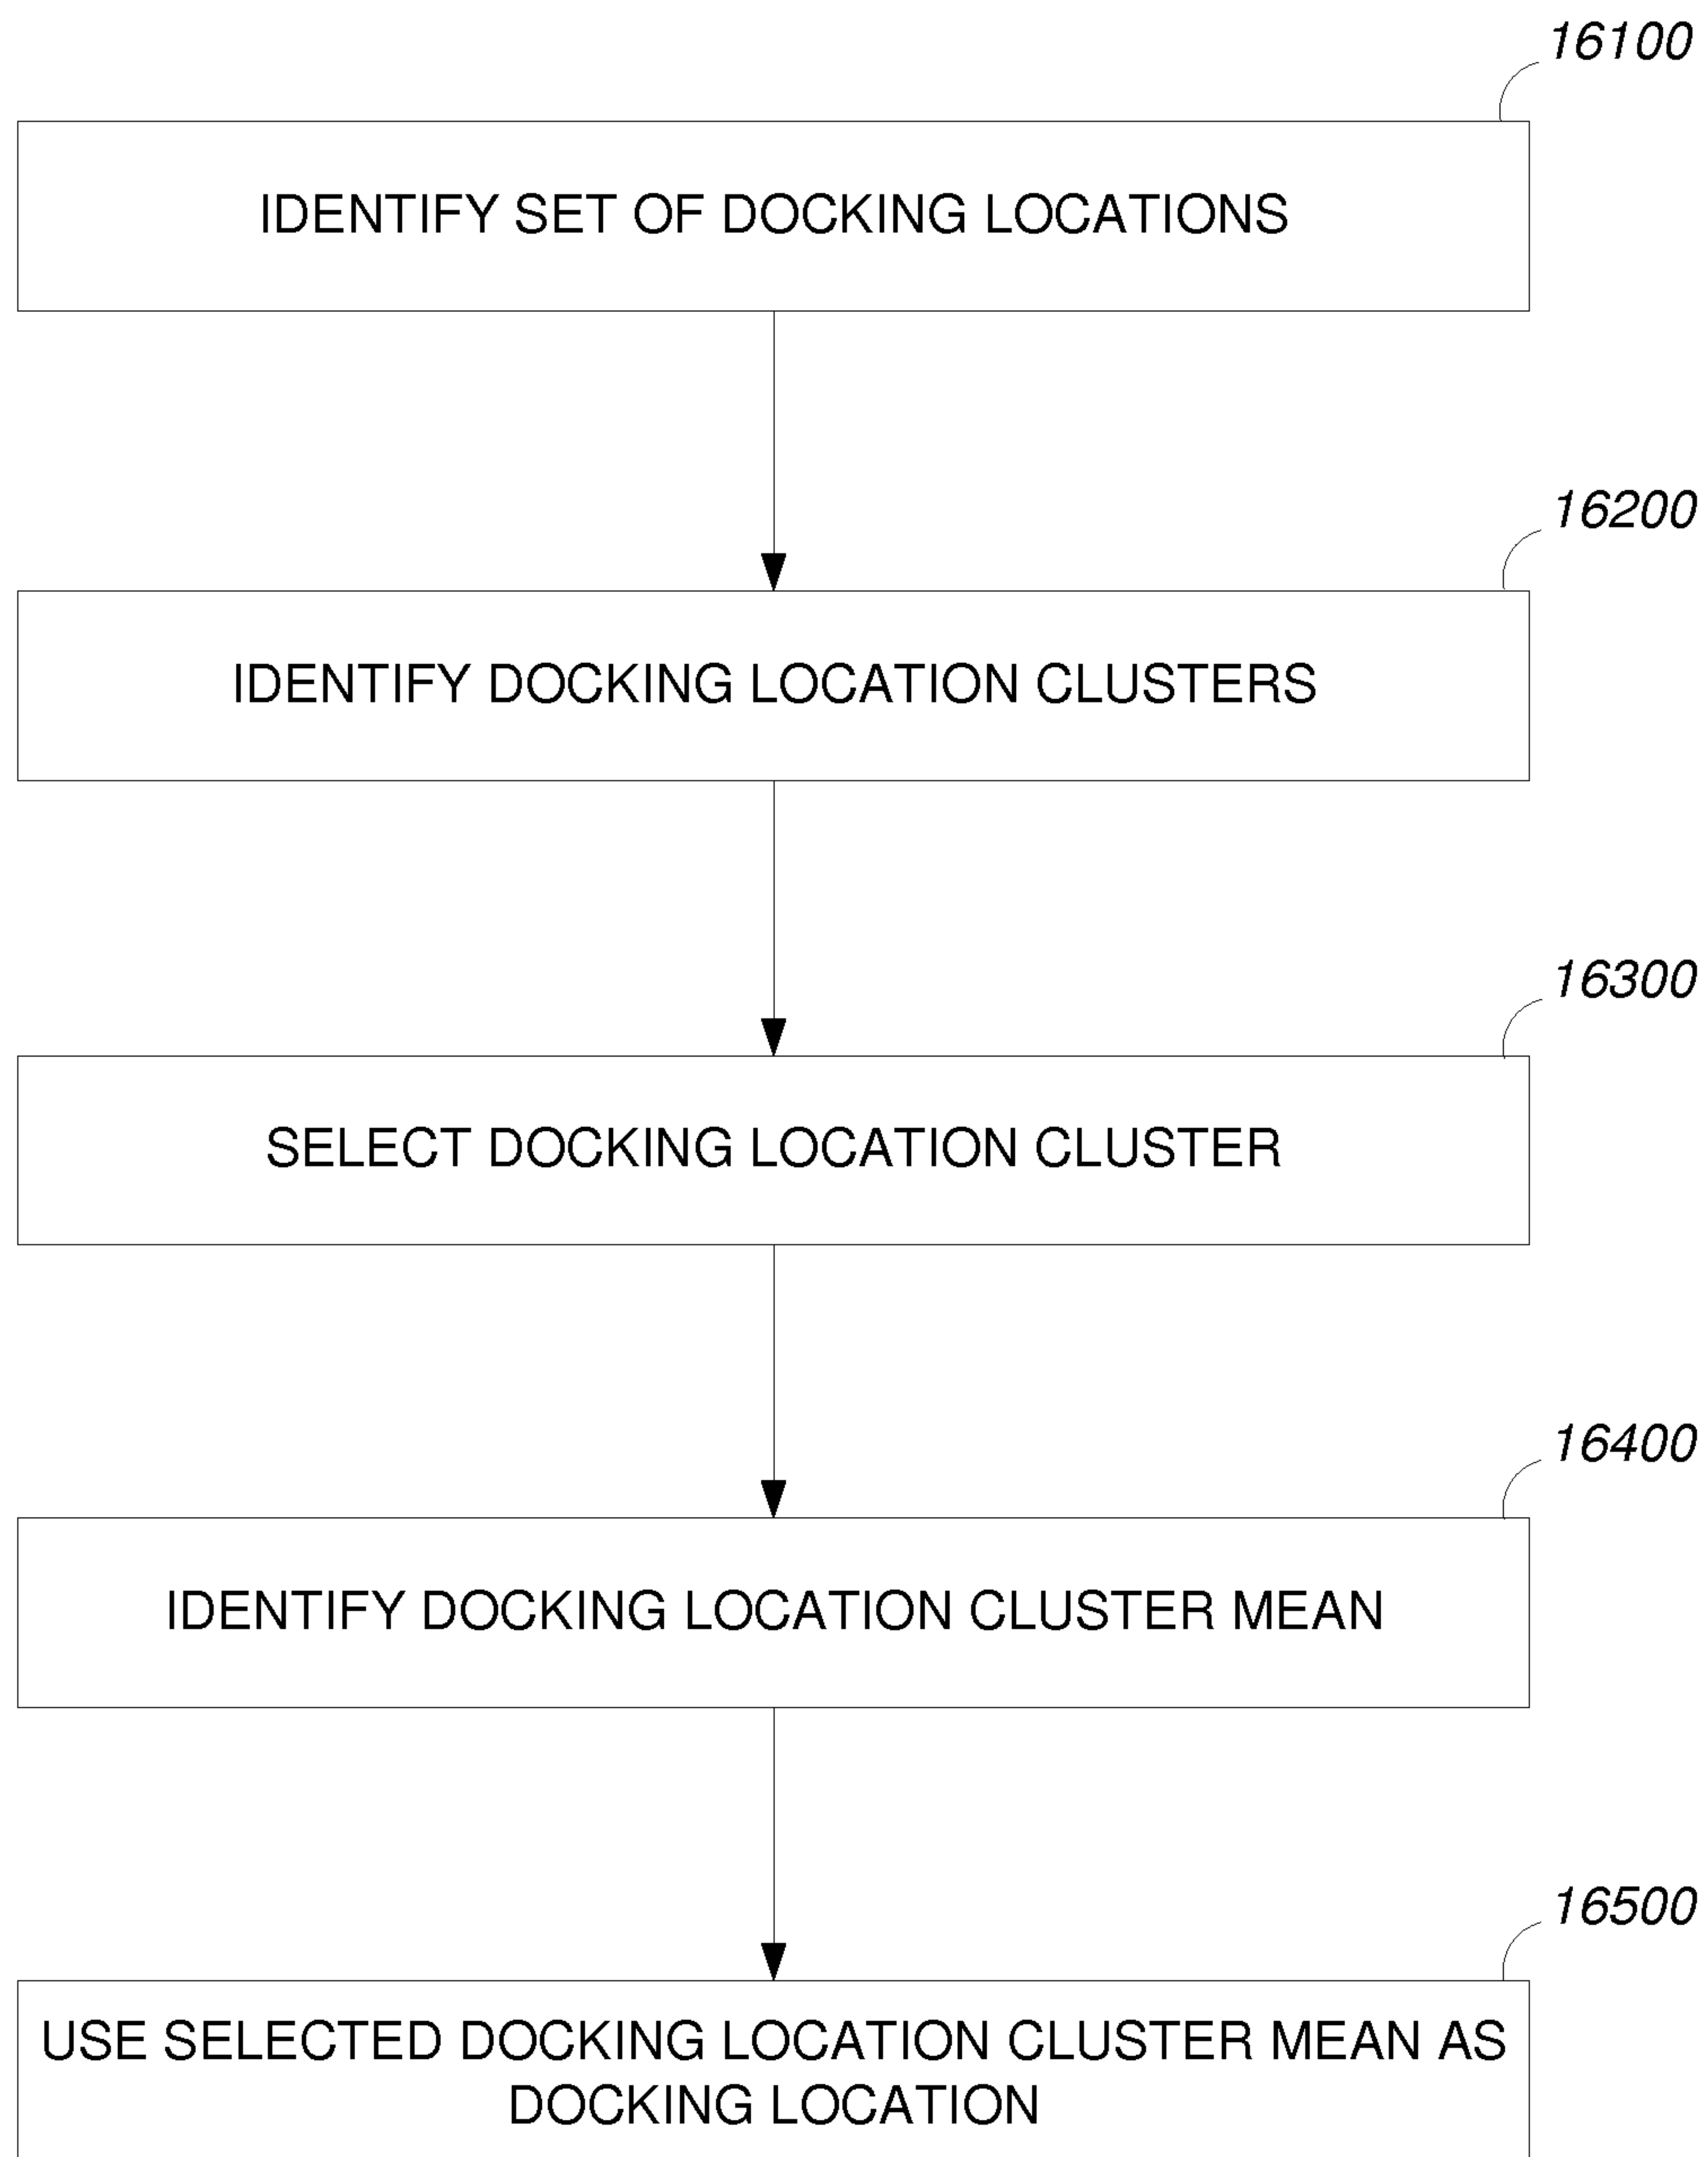 16100
IDENTIFY SET OF DOCKING LOCATIONS
16200
IDENTIFY DOCKING LOCATION CLUSTERS
16300
SELECT DOCKING LOCATION CLUSTER
16400
IDENTIFY DOCKING LOCATION CLUSTER MEAN
16500
USE SELECTED DOCKING LOCATION CLUSTER MEAN AS
DOCKING LOCATION